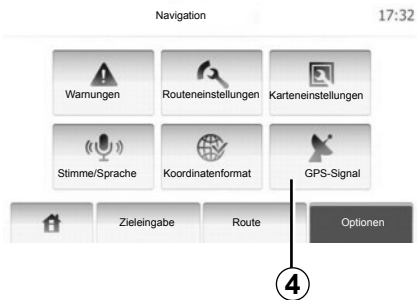 Navigation 17:32
Warnungen Routeneinstellungen Karteneinstellungen
Stimme/Sprache Koordinatenformat GPS-Signal
Zieleingabe Route Optionen
4